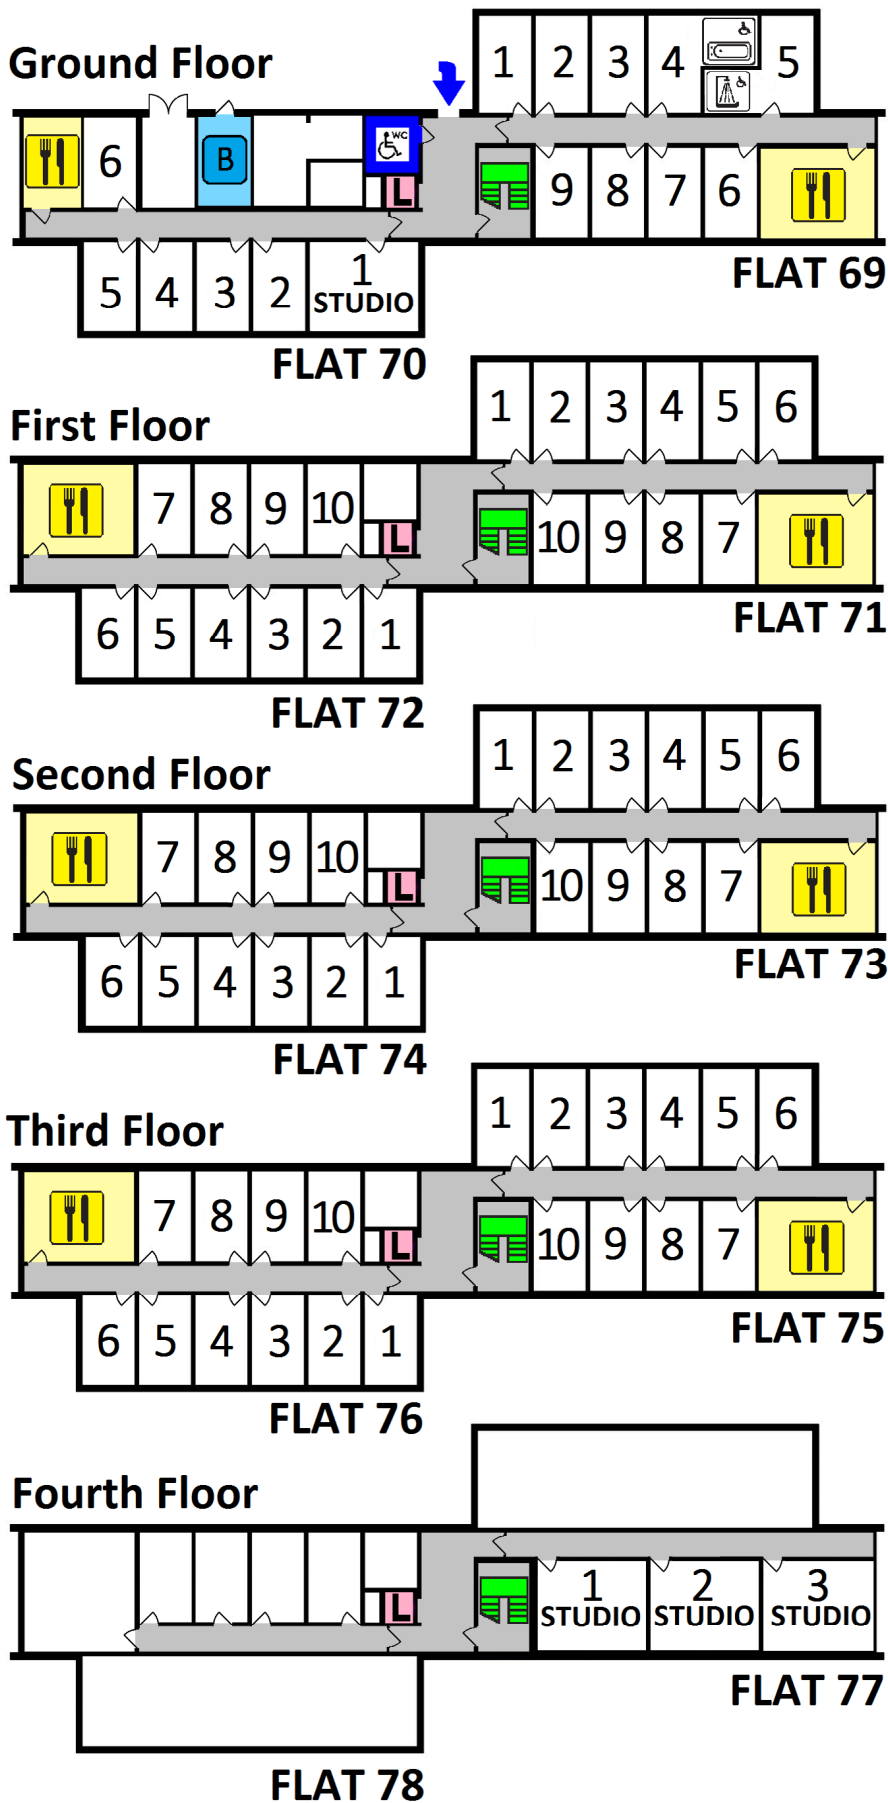 Ground Floor
1 2 3 4 5
6 B WC
L
9 8 7 6
FLAT 69
5 4 3 2 1
STUDIO
FLAT 70
First Floor
1 2 3 4 5 6
7 8 9 10
L
10 9 8 7
FLAT 71
6 5 4 3 2 1
FLAT 72
Second Floor
1 2 3 4 5 6
7 8 9 10
L
10 9 8 7
FLAT 73
6 5 4 3 2 1
FLAT 74
Third Floor
1 2 3 4 5 6
7 8 9 10
L
10 9 8 7
FLAT 75
6 5 4 3 2 1
FLAT 76
Fourth Floor
L
1 2 3
STUDIO STUDIO STUDIO
FLAT 77
FLAT 78